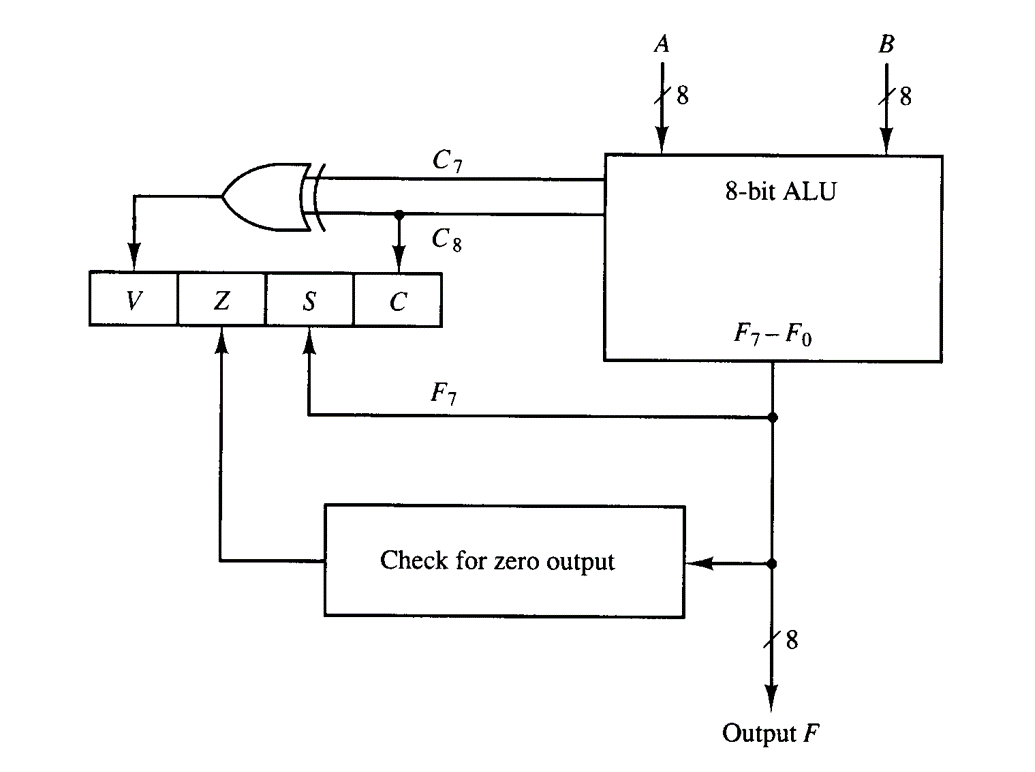 A
B
8
8
C7
8-bit ALU
C8
V Z S C
F7 – F0
F7
Check for zero output
8
Output F